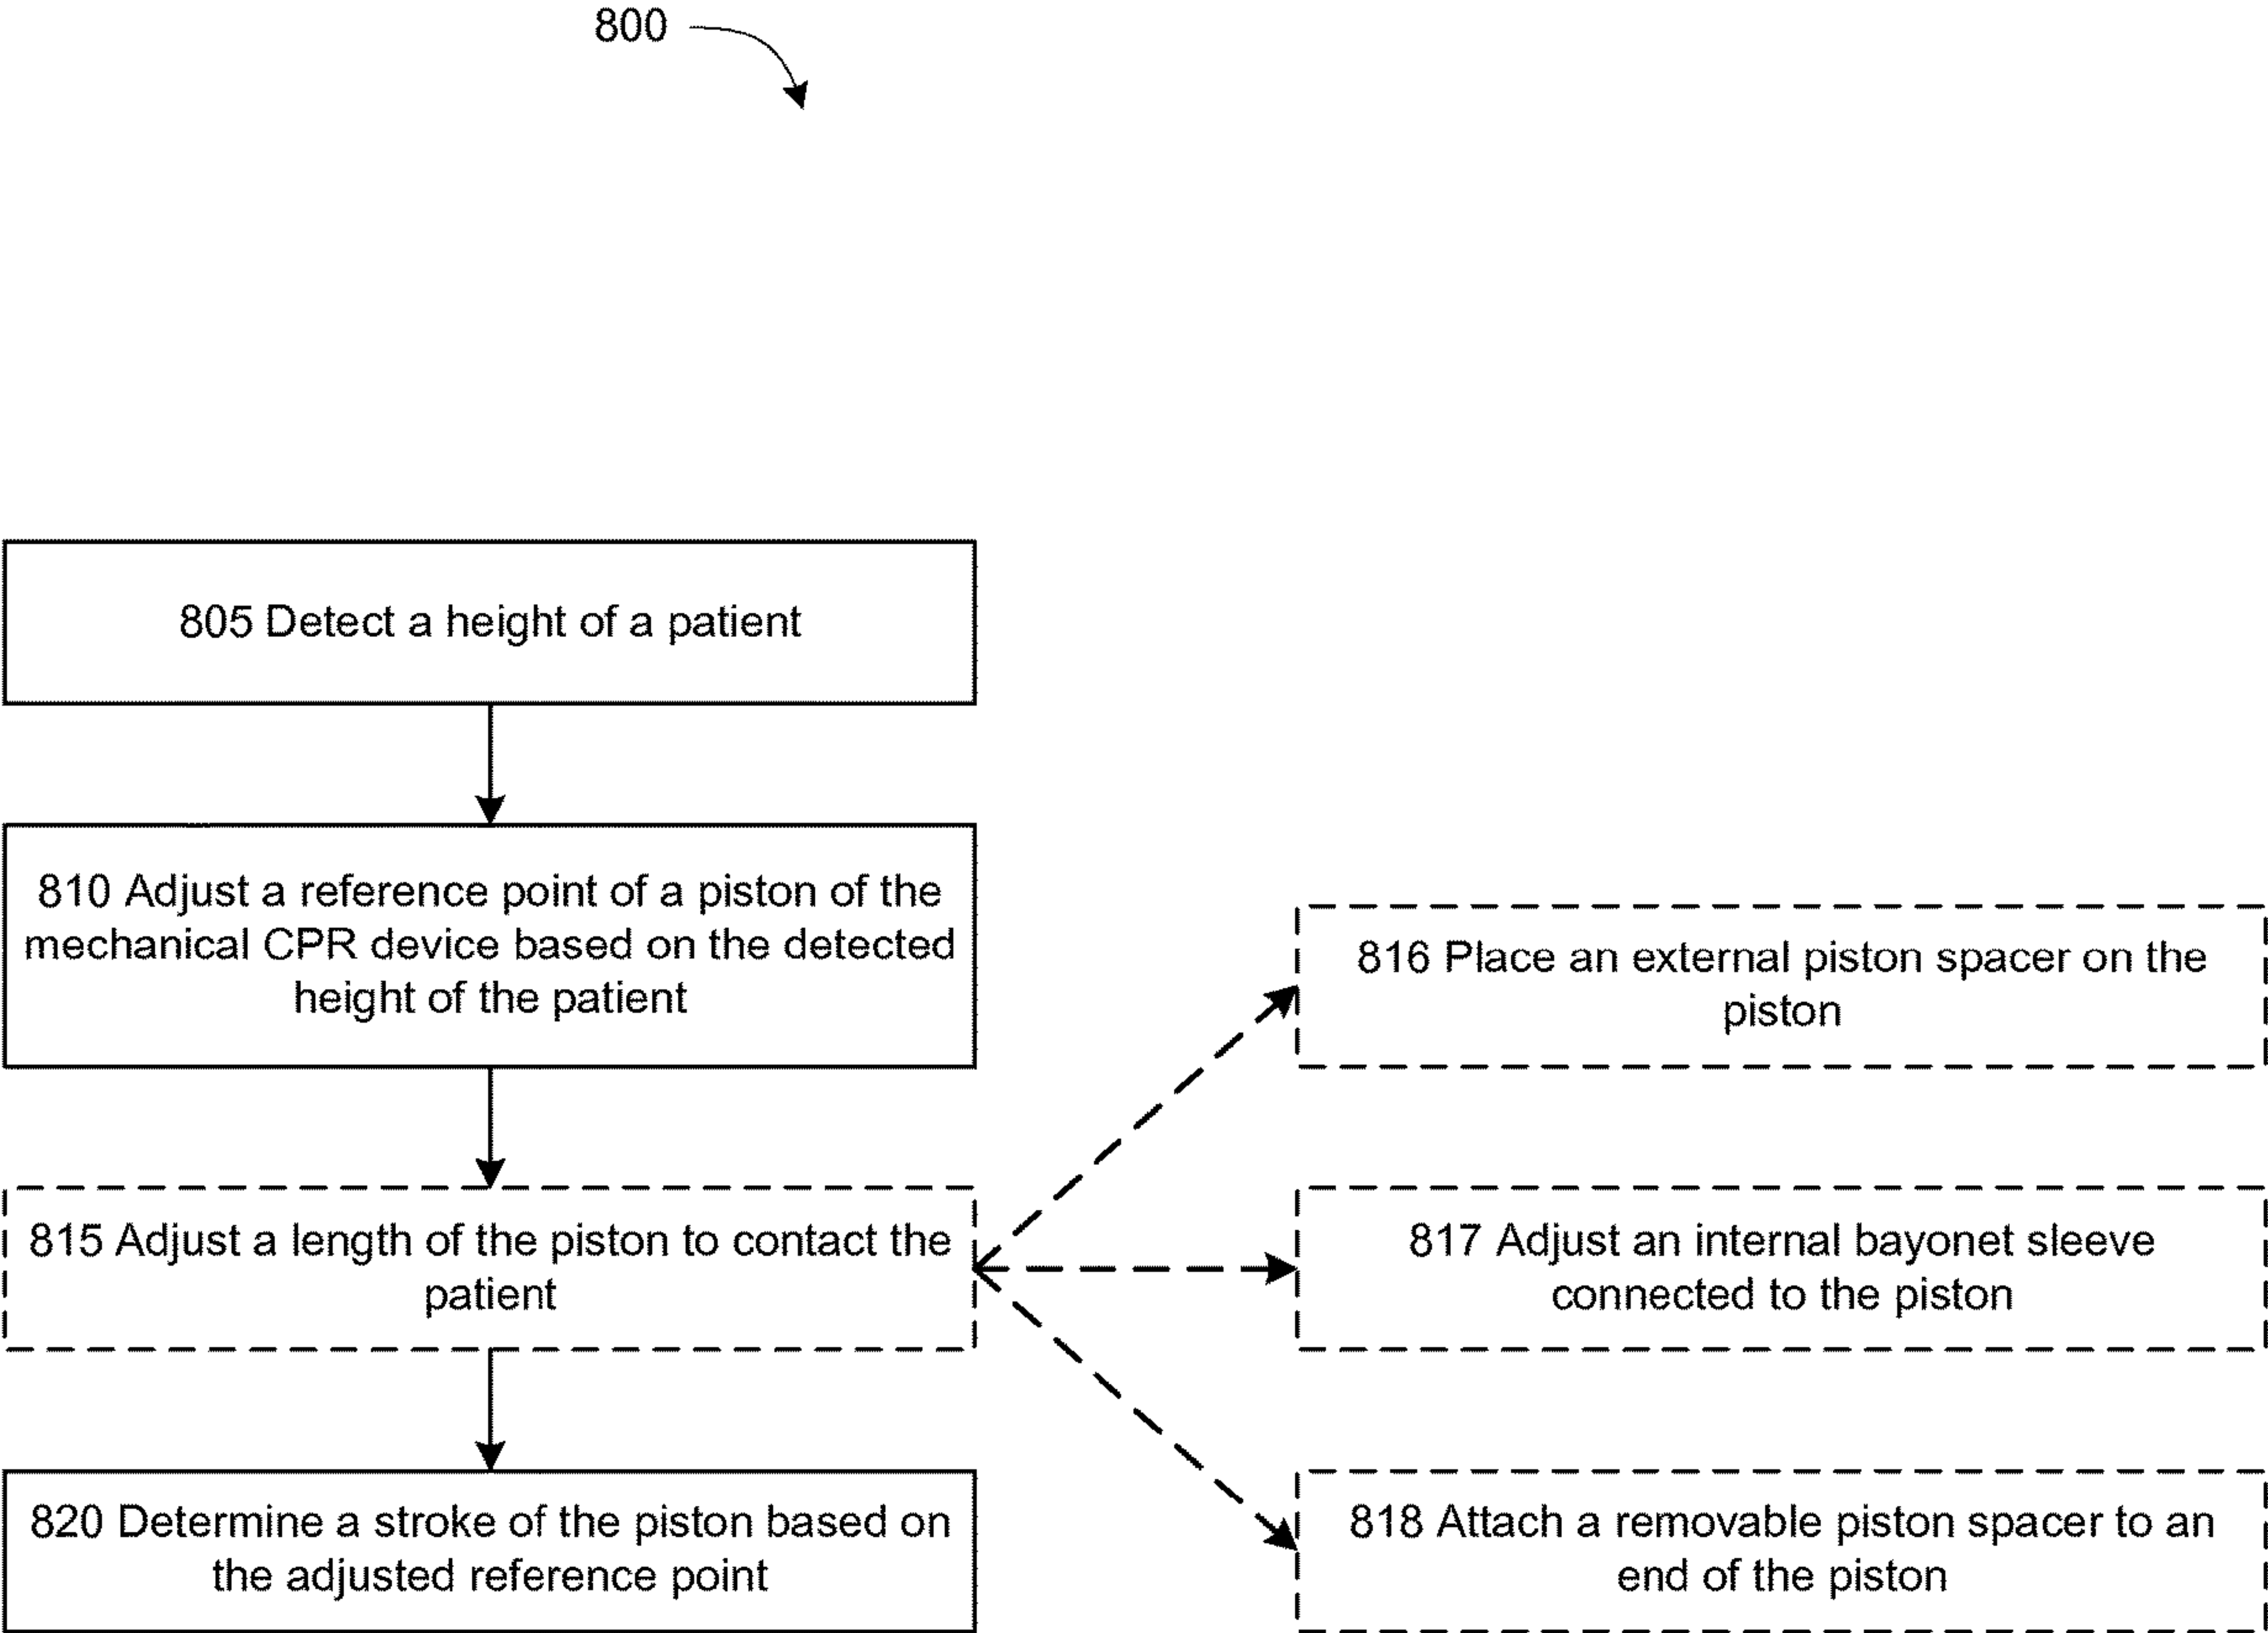 800
805 Detect a height of a patient
810 Adjust a reference point of a piston of the
mechanical CPR device based on the detected
height of the patient
815 Adjust a length of the piston to contact the
patient
820 Determine a stroke of the piston based on
the adjusted reference point
816 Place an external piston spacer on the
piston
817 Adjust an internal bayonet sleeve
connected to the piston
818 Attach a removable piston spacer to an
end of the piston